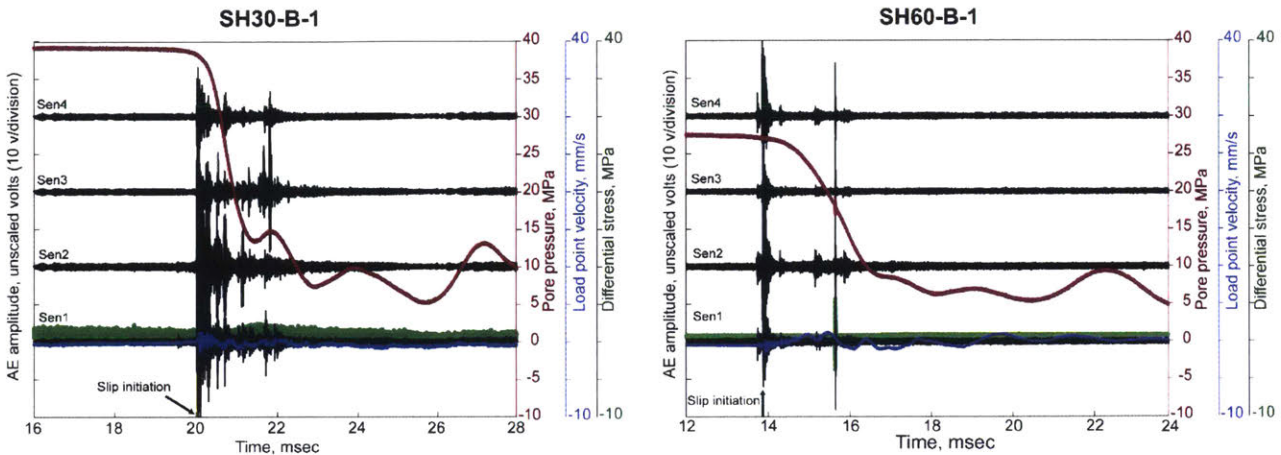 SH30-B-1
AE amplitude, unscaled volts (10 v/division)
Sen4
Sen3
Sen2
Sen1
Slip initiation
16 18 20 22 24 26 28
Time, msec
40
35
30
25
20
15
10
5
0
-5
-10
Pore pressure, MPa
40
-10
Load point velocity, mm/s
40
-10
Differential stress, MPa
SH60-B-1
AE amplitude, unscaled volts (10 v/division)
Sen4
Sen3
Sen2
Sen1
Slip initiation
12 14 16 18 20 22 24
Time, msec
40
35
30
25
20
15
10
5
0
-5
-10
Pore pressure, MPa
40
-10
Load point velocity, mm/s
40
-10
Differential stress, MPa